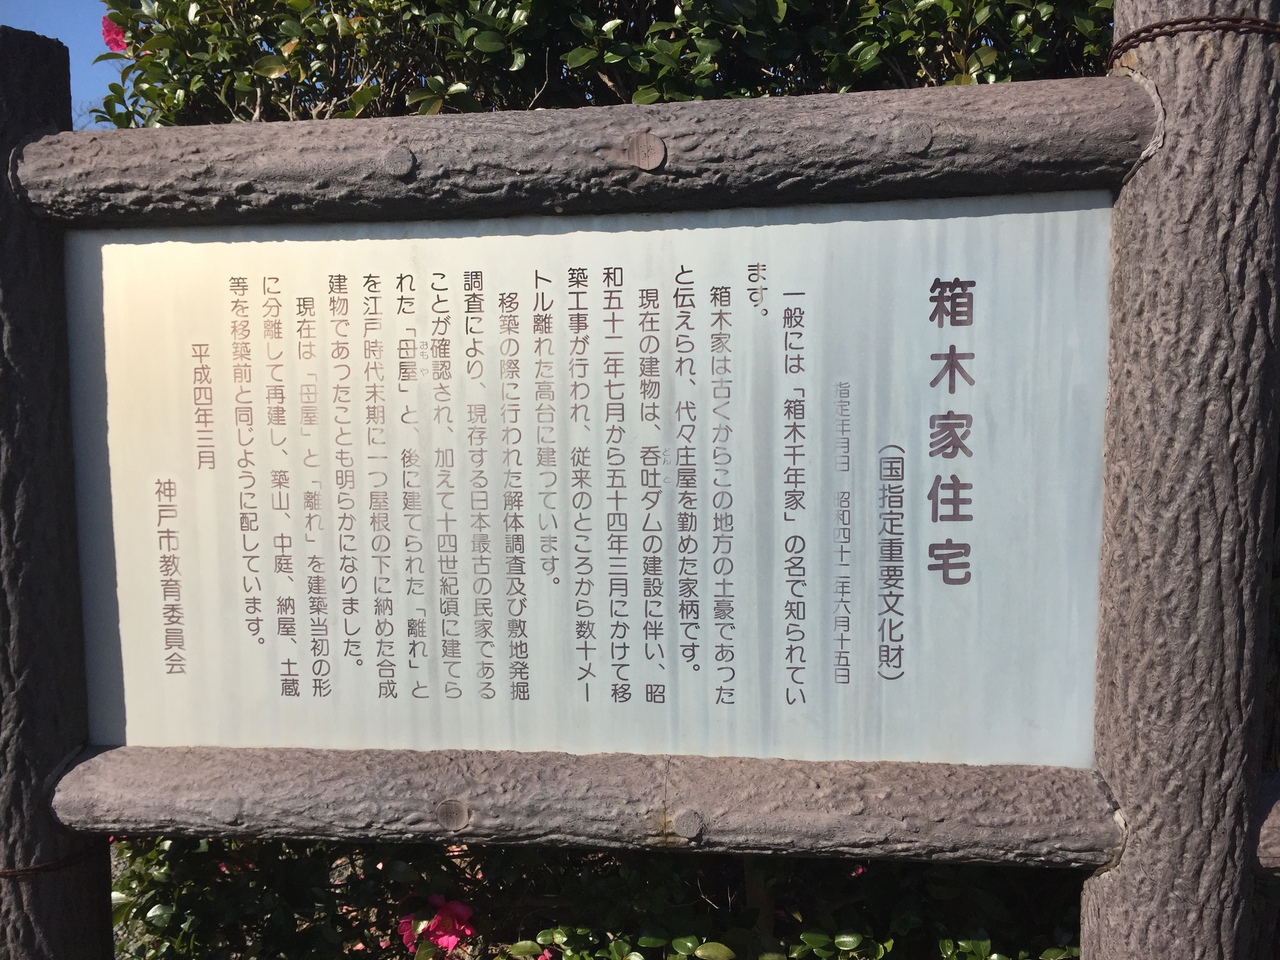 箱木家住宅
（国指定重要文化財）
指定年月日 昭和四十二年六月十五日
一般には「箱木千年家」の名で知られてい
ます。
箱木家は古くからこの地方の土豪であった
と伝えられ、代々庄屋を勤めた家柄です。
現在の建物は、呑吐ダムの建設に伴い、昭
和五十二年七月から五十四年三月にかけて移
築工事が行われ、従来のところから数十メー
トル離れた高台に建っています。
移築の際に行われた解体調査及び敷地発掘
調査により、現存する日本最古の民家である
ことが確認され、加えて十四世紀頃に建てら
れた「母屋」と、後に建てられた「離れ」と
を江戸時代末期に一つ屋根の下に納めた合成
建物であったことも明らかになりました。
現在は「母屋」と「離れ」を建築当初の形
に分離して再建し、築山、中庭、納屋、土蔵
等を移築前と同じように配しています。
平成四年三月
神戸市教育委員会